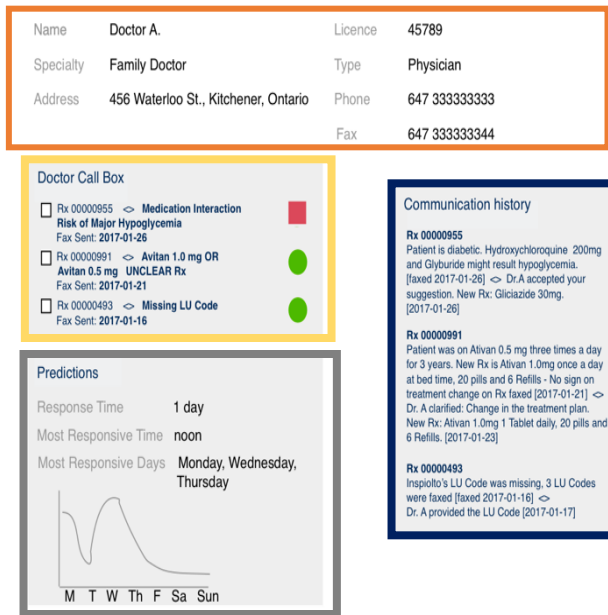 Name Doctor A. Licence 45789
Specialty Family Doctor Type Physician
Address 456 Waterloo St., Kitchener, Ontario Phone 647 333333333
Fax 647 333333344
Doctor Call Box
Rx 00000955 <> Medication Interaction
Risk of Major Hypoglycemia
Fax Sent: 2017-01-26
Rx 00000991 <> Avitan 1.0 mg OR
Avitan 0.5 mg UNCLEAR Rx
Fax Sent: 2017-01-21
Rx 00000493 <> Missing LU Code
Fax Sent: 2017-01-16
Predictions
Response Time 1 day
Most Responsive Time noon
Most Responsive Days Monday, Wednesday,
Thursday
M T W Th F Sa Sun
Communication history
Rx 00000955
Patient is diabetic. Hydroxychloroquine 200mg
and Glyburide might result hypoglycemia.
[faxed 2017-01-26] <> Dr.A accepted your
suggestion. New Rx: Gliciazide 30mg.
[2017-01-26]
Rx 00000991
Patient was on Ativan 0.5 mg three times a day
for 3 years. New Rx is Ativan 1.0mg once a day
at bed time, 20 pills and 6 Refills - No sign on
treatment change on Rx faxed [2017-01-21] <>
Dr. A clarified: Change in the treatment plan.
New Rx: Ativan 1.0mg 1 Tablet daily, 20 pills and
6 Refills. [2017-01-23]
Rx 00000493
Inspiolto's LU Code was missing, 3 LU Codes
were faxed [faxed 2017-01-16] <>
Dr. A provided the LU Code [2017-01-17]